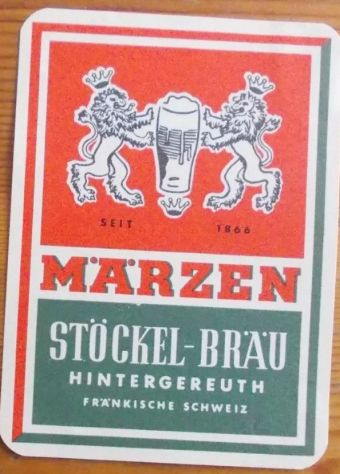 SEIT 1866
MÄRZEN
STÖCKEL-BRÄU
HINTERGEREUTH
FRÄNKISCHE SCHWEIZ